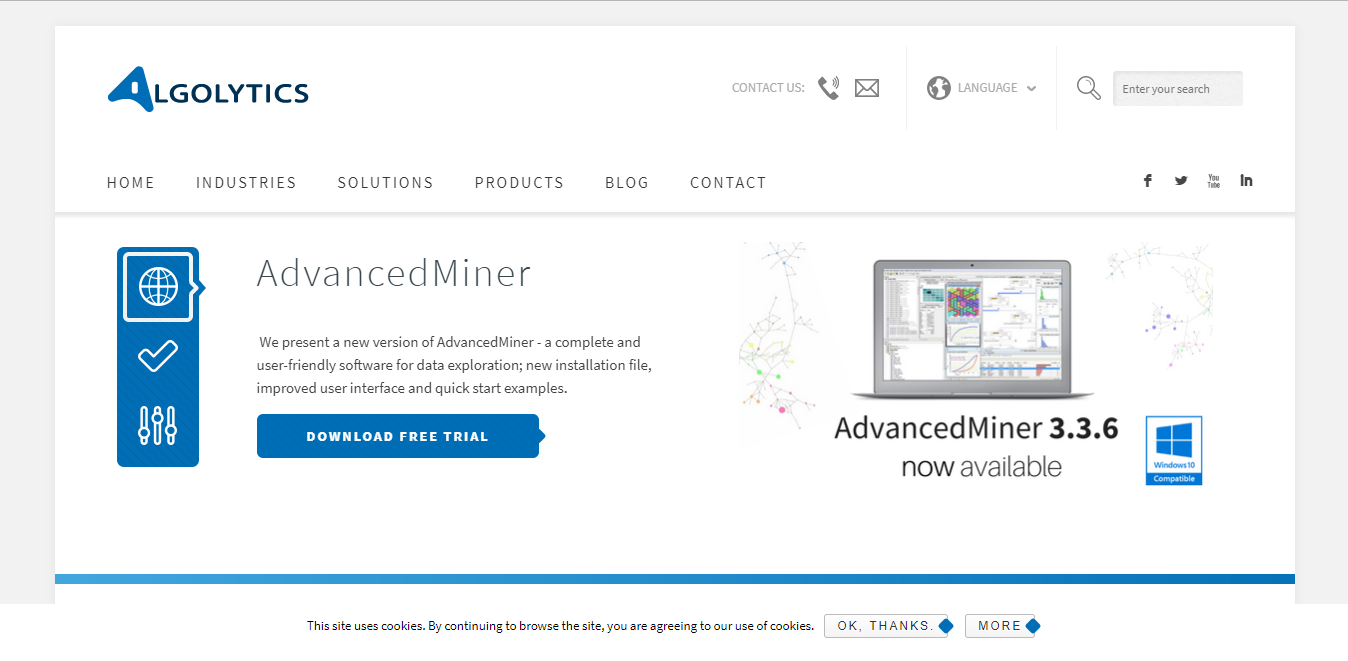 ALGOLYTICS
CONTACT US:
LANGUAGE
Enter your search
HOME INDUSTRIES SOLUTIONS PRODUCTS BLOG CONTACT
f You Tube in
AdvancedMiner
We present a new version of AdvancedMiner - a complete and
user-friendly software for data exploration; new installation file,
improved user interface and quick start examples.
DOWNLOAD FREE TRIAL
AdvancedMiner 3.3.6
now available
Windows10
Compatible
This site uses cookies. By continuing to browse the site, you are agreeing to our use of cookies. OK, THANKS. MORE